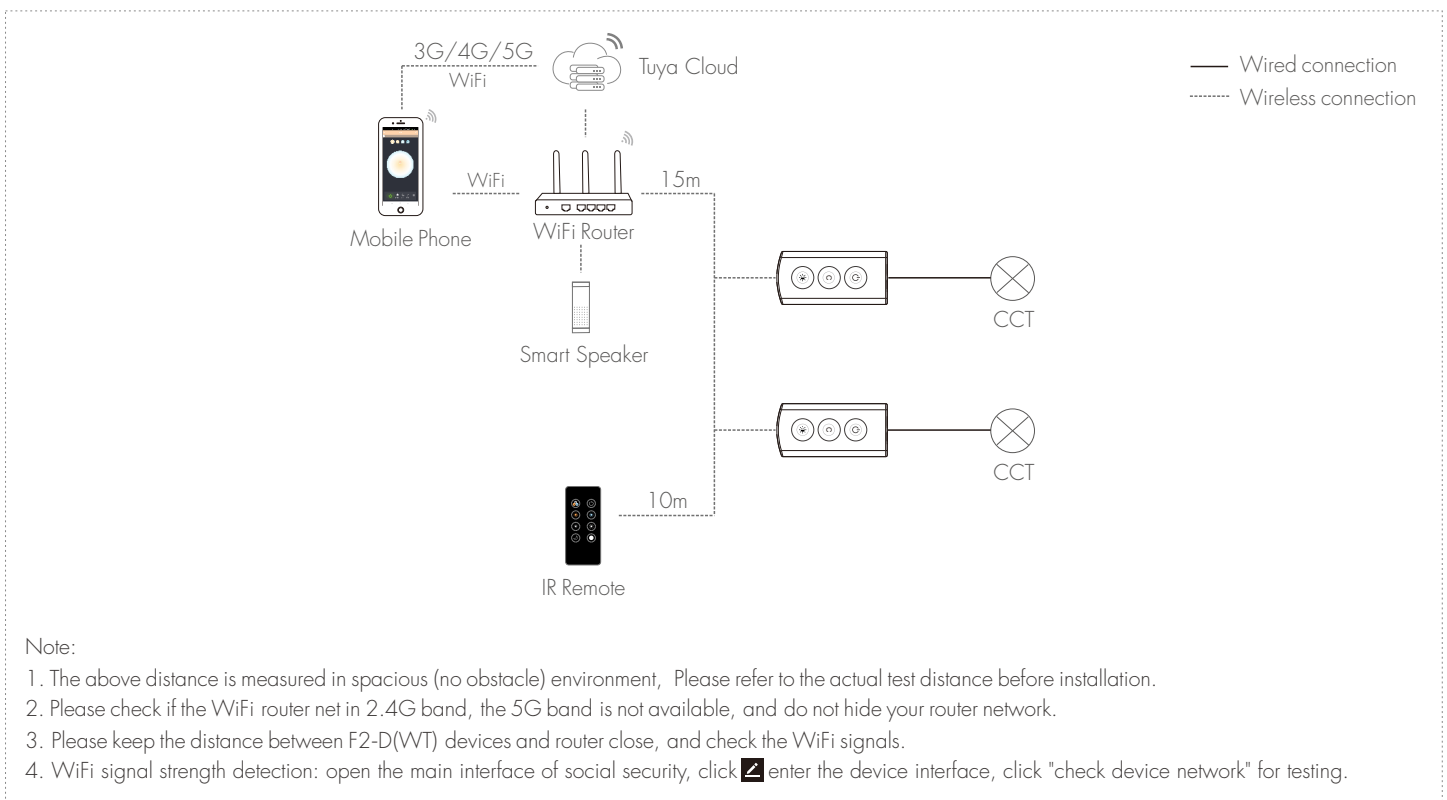 3G/4G/5G
WiFi
Tuya Cloud
Wired connection
Wireless connection
WiFi
15m
Mobile Phone
WiFi Router
Smart Speaker
CCT
CCT
10m
IR Remote
Note:
1. The above distance is measured in spacious (no obstacle) environment, Please refer to the actual test distance before installation.
2. Please check if the WiFi router net in 2.4G band, the 5G band is not available, and do not hide your router network.
3. Please keep the distance between F2-D(WT) devices and router close, and check the WiFi signals.
4. WiFi signal strength detection: open the main interface of social security, click enter the device interface, click "check device network" for testing.